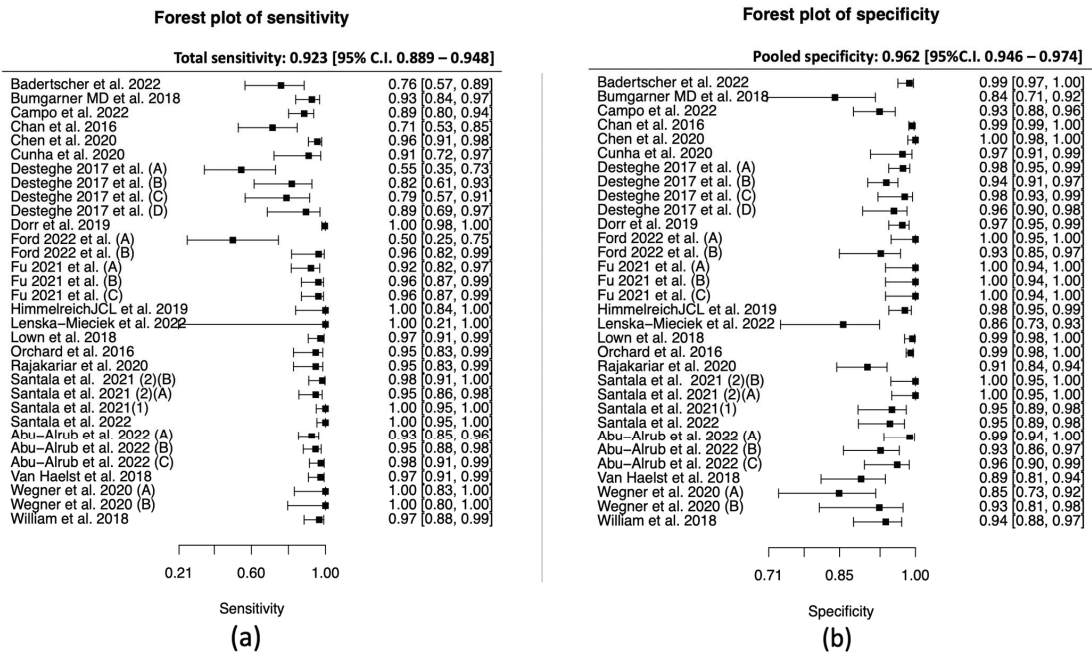 Forest plot of sensitivity
Total sensitivity: 0.923 [95% C.I. 0.889 – 0.948]
Badertscher et al. 2022 0.76 [0.57, 0.89]
Bumgarner MD et al. 2018 0.93 [0.84, 0.97]
Campo et al. 2022 0.89 [0.80, 0.94]
Chan et al. 2016 0.71 [0.53, 0.85]
Chen et al. 2020 0.96 [0.91, 0.98]
Cunha et al. 2020 0.91 [0.72, 0.97]
Desteghe 2017 et al. (A) 0.55 [0.35, 0.73]
Desteghe 2017 et al. (B) 0.82 [0.61, 0.93]
Desteghe 2017 et al. (C) 0.79 [0.57, 0.91]
Desteghe 2017 et al. (D) 0.89 [0.69, 0.97]
Dorr et al. 2019 1.00 [0.98, 1.00]
Ford 2022 et al. (A) 0.50 [0.25, 0.75]
Ford 2022 et al. (B) 0.96 [0.82, 0.99]
Fu 2021 et al. (A) 0.92 [0.82, 0.97]
Fu 2021 et al. (B) 0.96 [0.87, 0.99]
Fu 2021 et al. (C) 0.96 [0.87, 0.99]
HimmelreichJCL et al. 2019 1.00 [0.84, 1.00]
Lenska–Mieciek et al. 2022 1.00 [0.21, 1.00]
Lown et al. 2018 0.97 [0.91, 0.99]
Orchard et al. 2016 0.95 [0.83, 0.99]
Rajakariar et al. 2020 0.95 [0.83, 0.99]
Santala et al. 2021 (2)(B) 0.98 [0.91, 1.00]
Santala et al. 2021 (2)(A) 0.95 [0.86, 0.98]
Santala et al. 2021(1) 1.00 [0.95, 1.00]
Santala et al. 2022 1.00 [0.95, 1.00]
Abu–Alrub et al. 2022 (A) 0.93 [0.85, 0.96]
Abu–Alrub et al. 2022 (B) 0.95 [0.88, 0.98]
Abu–Alrub et al. 2022 (C) 0.98 [0.91, 0.99]
Van Haelst et al. 2018 0.97 [0.91, 0.99]
Wegner et al. 2020 (A) 1.00 [0.83, 1.00]
Wegner et al. 2020 (B) 1.00 [0.80, 1.00]
William et al. 2018 0.97 [0.88, 0.99]
0.21 0.60 1.00
Sensitivity
(a)
Forest plot of specificity
Pooled specificity: 0.962 [95%C.I. 0.946 – 0.974]
Badertscher et al. 2022 0.99 [0.97, 1.00]
Bumgarner MD et al. 2018 0.84 [0.71, 0.92]
Campo et al. 2022 0.93 [0.88, 0.96]
Chan et al. 2016 0.99 [0.99, 1.00]
Chen et al. 2020 1.00 [0.98, 1.00]
Cunha et al. 2020 0.97 [0.91, 0.99]
Desteghe 2017 et al. (A) 0.98 [0.95, 0.99]
Desteghe 2017 et al. (B) 0.94 [0.91, 0.97]
Desteghe 2017 et al. (C) 0.98 [0.93, 0.99]
Desteghe 2017 et al. (D) 0.96 [0.90, 0.98]
Dorr et al. 2019 0.97 [0.95, 0.99]
Ford 2022 et al. (A) 1.00 [0.95, 1.00]
Ford 2022 et al. (B) 0.93 [0.85, 0.97]
Fu 2021 et al. (A) 1.00 [0.94, 1.00]
Fu 2021 et al. (B) 1.00 [0.94, 1.00]
Fu 2021 et al. (C) 1.00 [0.94, 1.00]
HimmelreichJCL et al. 2019 0.98 [0.95, 0.99]
Lenska–Mieciek et al. 2022 0.86 [0.73, 0.93]
Lown et al. 2018 0.99 [0.98, 1.00]
Orchard et al. 2016 0.99 [0.98, 1.00]
Rajakariar et al. 2020 0.91 [0.84, 0.94]
Santala et al. 2021 (2)(B) 1.00 [0.95, 1.00]
Santala et al. 2021 (2)(A) 1.00 [0.95, 1.00]
Santala et al. 2021(1) 0.95 [0.89, 0.98]
Santala et al. 2022 0.95 [0.89, 0.98]
Abu–Alrub et al. 2022 (A) 0.99 [0.94, 1.00]
Abu–Alrub et al. 2022 (B) 0.93 [0.86, 0.97]
Abu–Alrub et al. 2022 (C) 0.96 [0.90, 0.99]
Van Haelst et al. 2018 0.89 [0.81, 0.94]
Wegner et al. 2020 (A) 0.85 [0.73, 0.92]
Wegner et al. 2020 (B) 0.93 [0.81, 0.98]
William et al. 2018 0.94 [0.88, 0.97]
0.71 0.85 1.00
Specificity
(b)